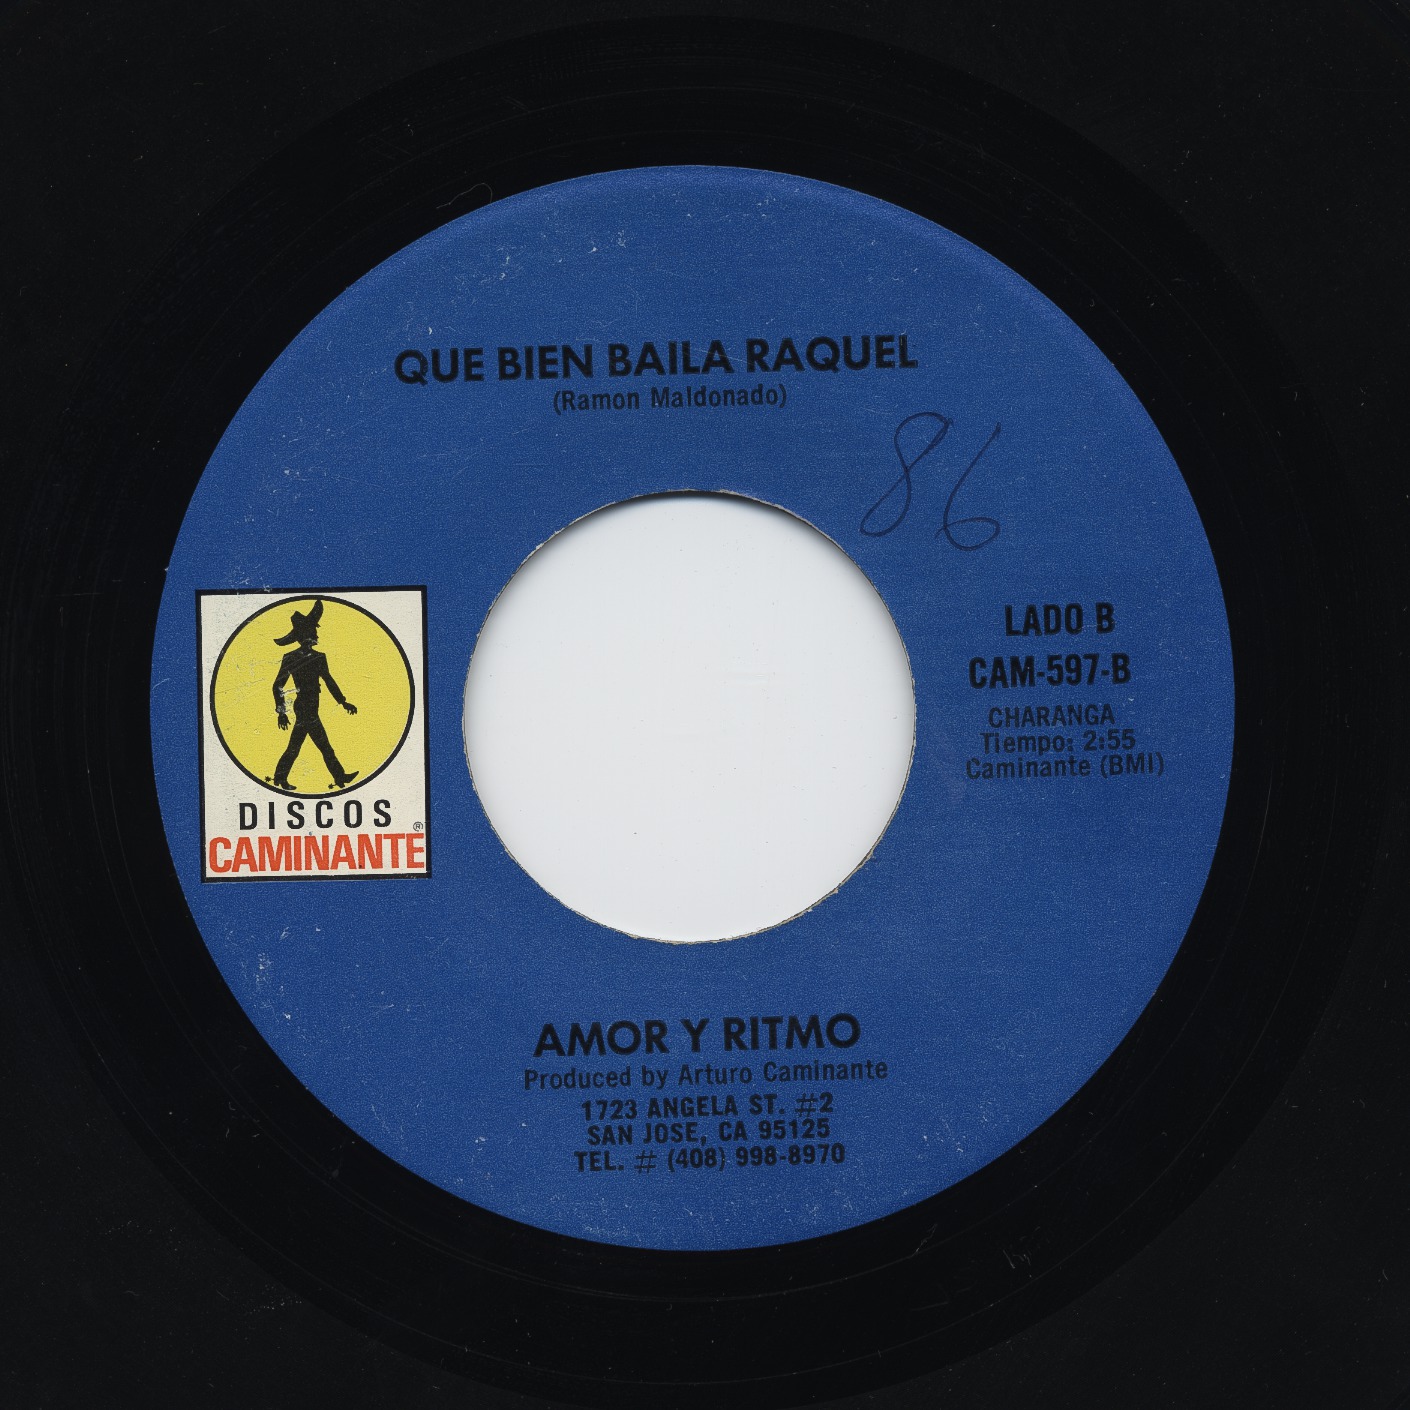 QUE BIEN BAILA RAQUEL
(Ramon Maldonado)
86
LADO B
CAM-597-B
CHARANGA
Tiempo: 2:55
Caminante (BMI)
DISCOS
CAMINANTE®
AMOR Y RITMO
Produced by Arturo Caminante
1723 ANGELA ST. #2
SAN JOSE, CA 95125
TEL. # (408) 998-8970